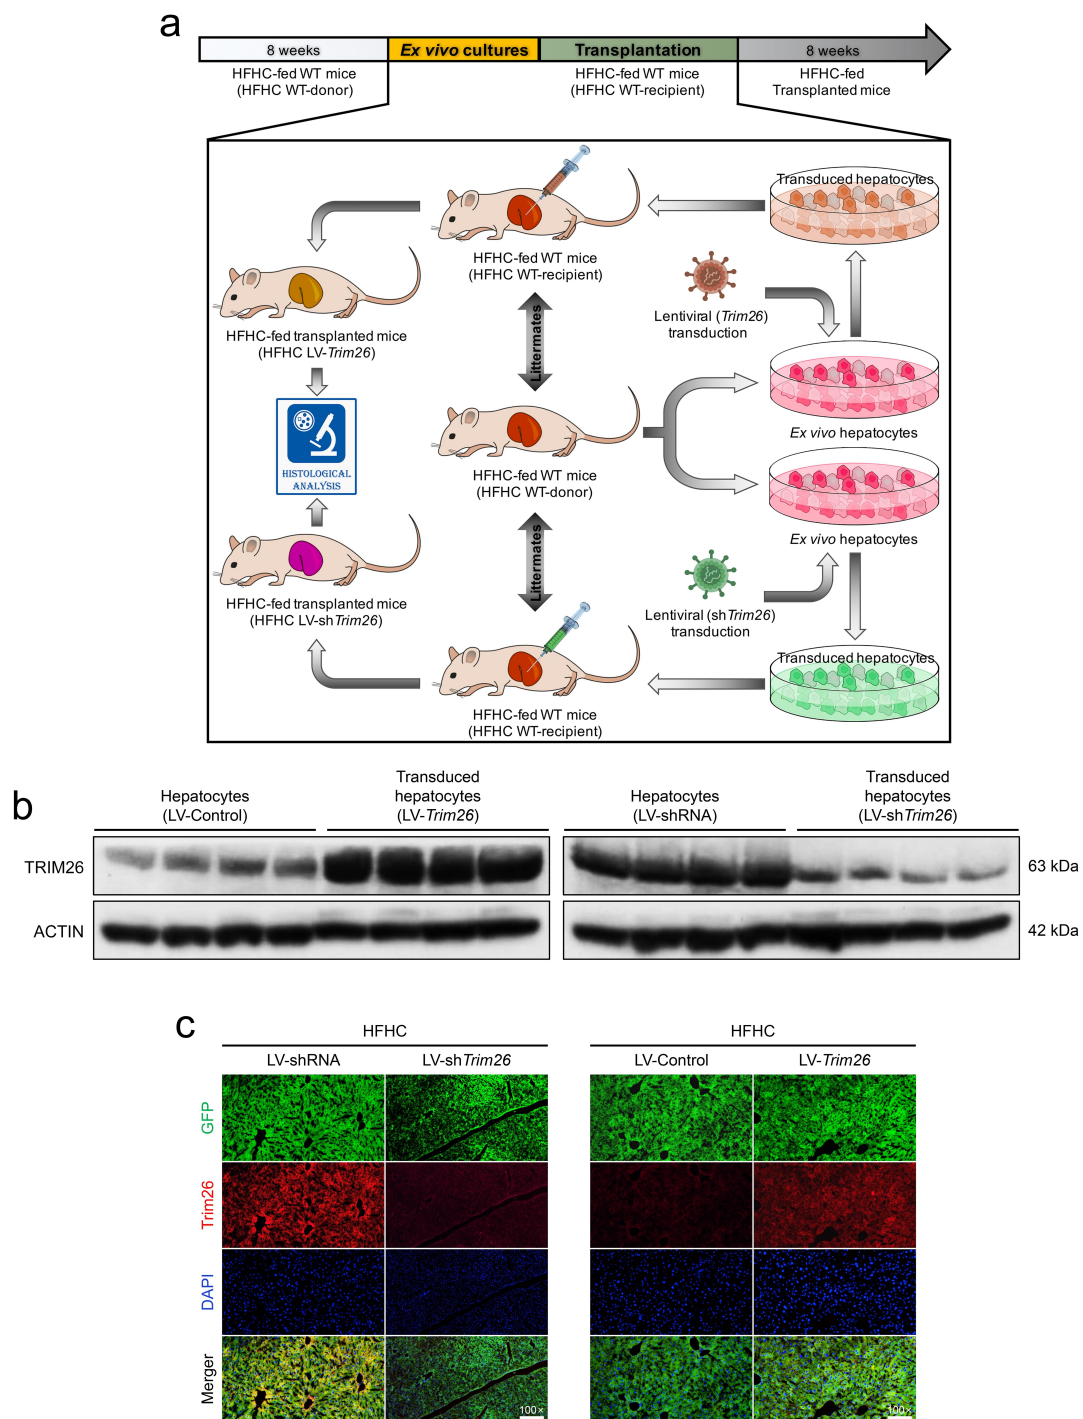 a
8 weeks
Ex vivo cultures
Transplantation
8 weeks
HFHC-fed WT mice
(HFHC WT-donor)
HFHC-fed WT mice
(HFHC WT-recipient)
HFHC-fed
Transplanted mice
Transduced hepatocytes
HFHC-fed WT mice
(HFHC WT-recipient)
Lentiviral (Trim26)
transduction
HFHC-fed transplanted mice
(HFHC LV-Trim26)
Littermates
Ex vivo hepatocytes
HISTOLOGICAL
ANALYSIS
HFHC-fed WT mice
(HFHC WT-donor)
Ex vivo hepatocytes
Littermates
HFHC-fed transplanted mice
(HFHC LV-shTrim26)
Lentiviral (shTrim26)
transduction
Transduced hepatocytes
HFHC-fed WT mice
(HFHC WT-recipient)
b
Hepatocytes
(LV-Control)
Transduced
hepatocytes
(LV-Trim26)
Hepatocytes
(LV-shRNA)
Transduced
hepatocytes
(LV-shTrim26)
TRIM26
63 kDa
ACTIN
42 kDa
c
HFHC
HFHC
LV-shRNA
LV-shTrim26
LV-Control
LV-Trim26
GFP
Trim26
DAPI
Merger
100×
100×